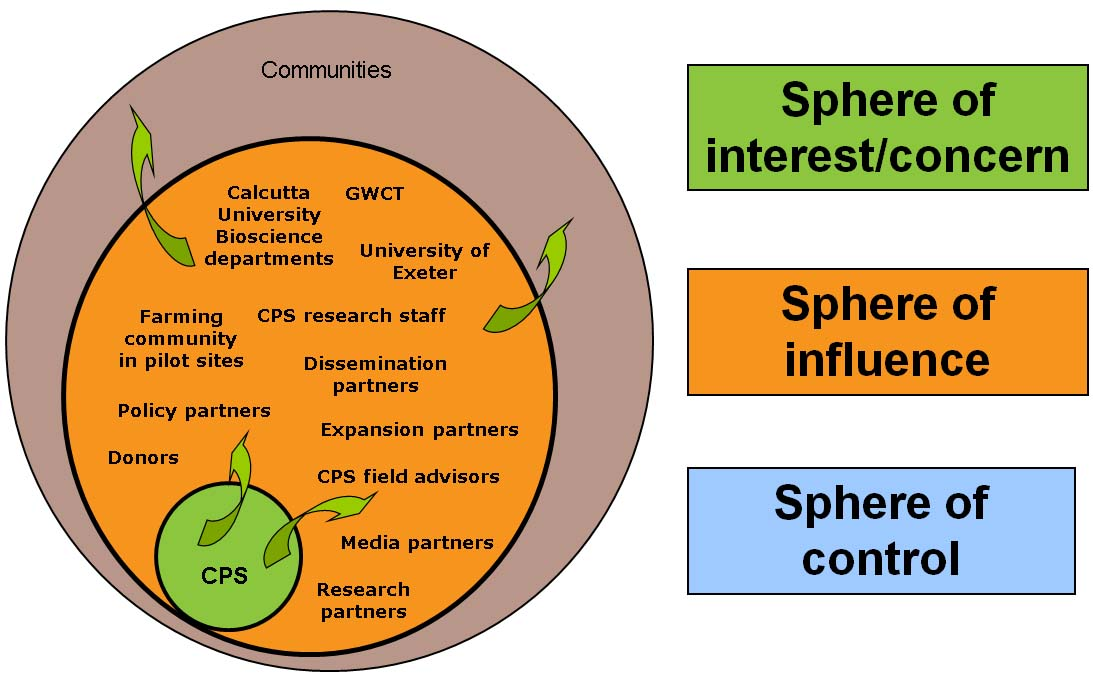 Communities
Calcutta
University
Bioscience
departments
GWCT
University of
Exeter
Farming
community
in pilot sites
CPS research staff
Dissemination
partners
Policy partners
Expansion partners
Donors
CPS field advisors
Media partners
CPS
Research
partners
Sphere of
interest/concern
Sphere of
influence
Sphere of
control